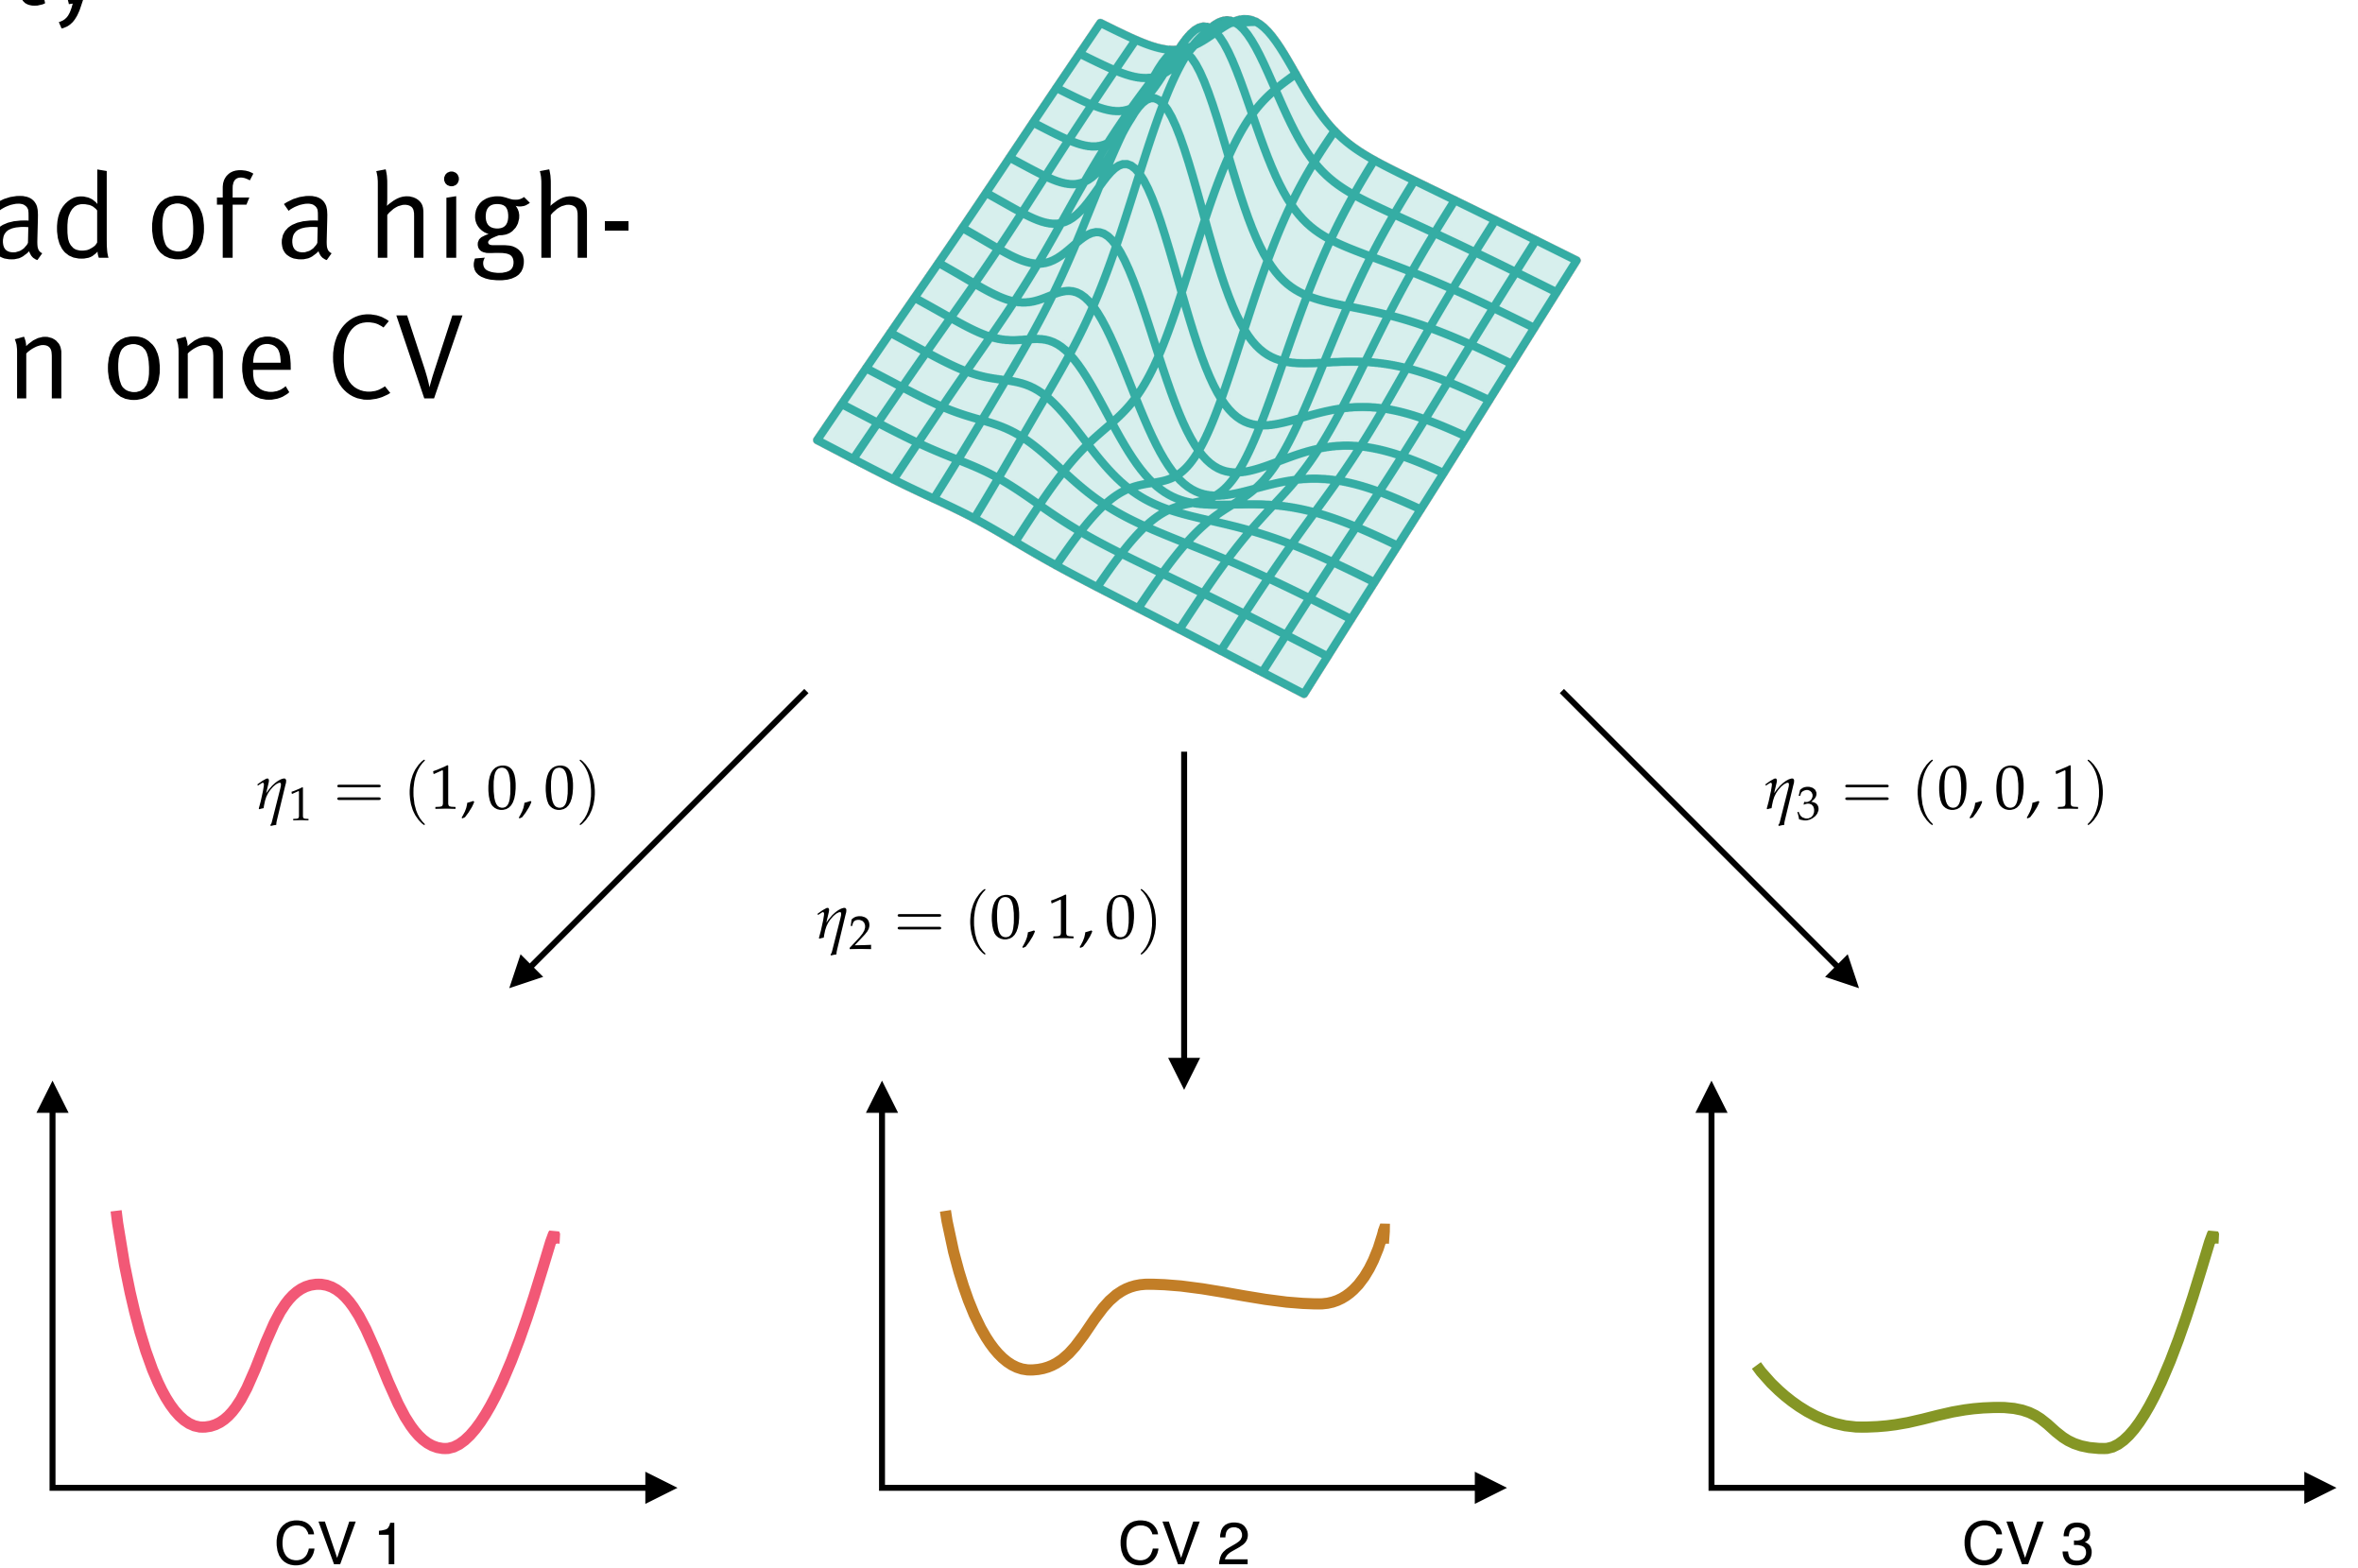 ad of a high-
n one CV
η₁ = (1, 0, 0)
η₂ = (0, 1, 0)
η₃ = (0, 0, 1)
CV 1
CV 2
CV 3